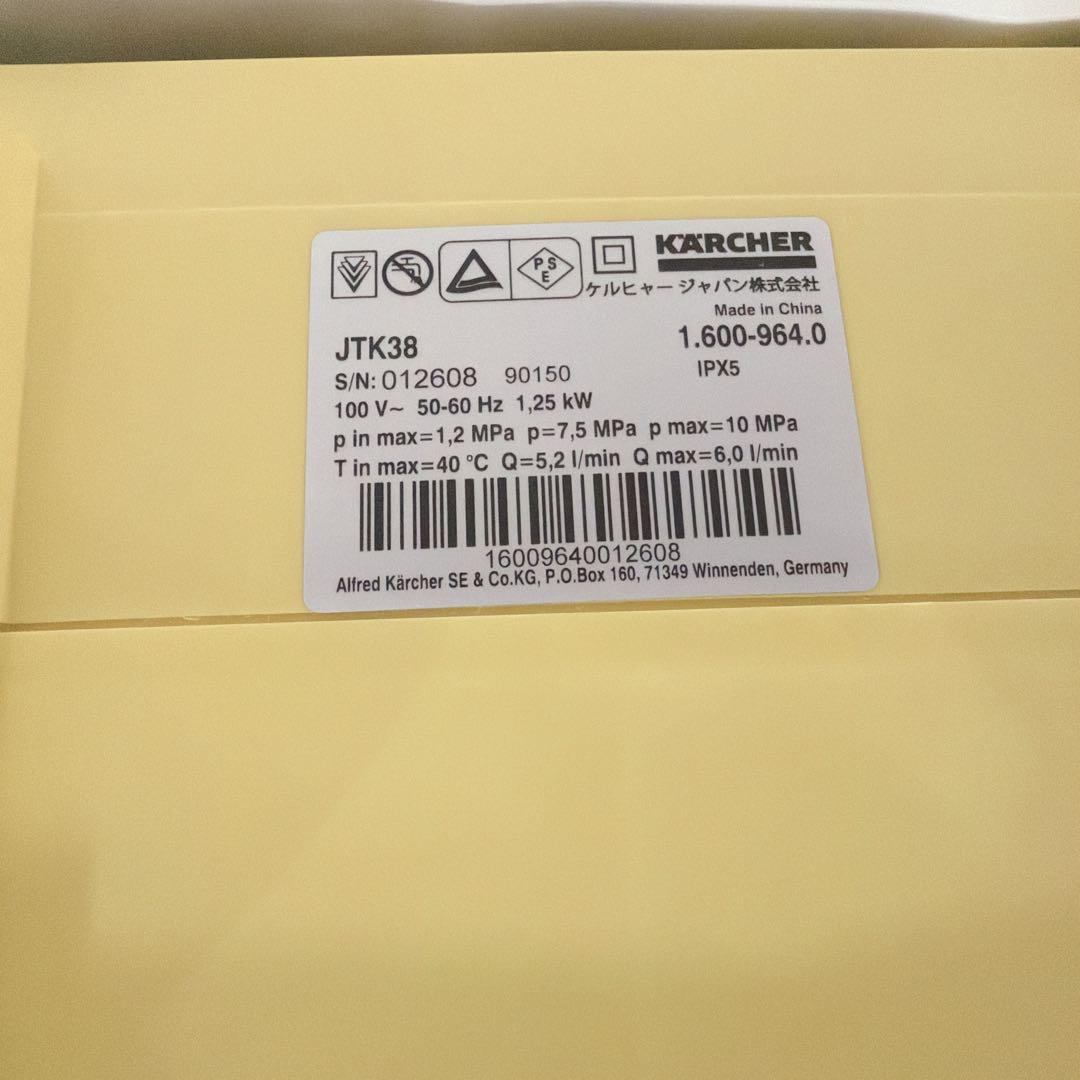 PSE
KÄRCHER
ケルヒャー ジャパン株式会社
Made in China
JTK38
1.600-964.0
S/N: 012608 90150
IPX5
100 V~ 50-60 Hz 1,25 kW
p in max=1,2 MPa p=7,5 MPa p max=10 MPa
T in max=40 °C Q=5,2 l/min Q max=6,0 l/min
16009640012608
Alfred Kärcher SE & Co.KG, P.O.Box 160, 71349 Winnenden, Germany